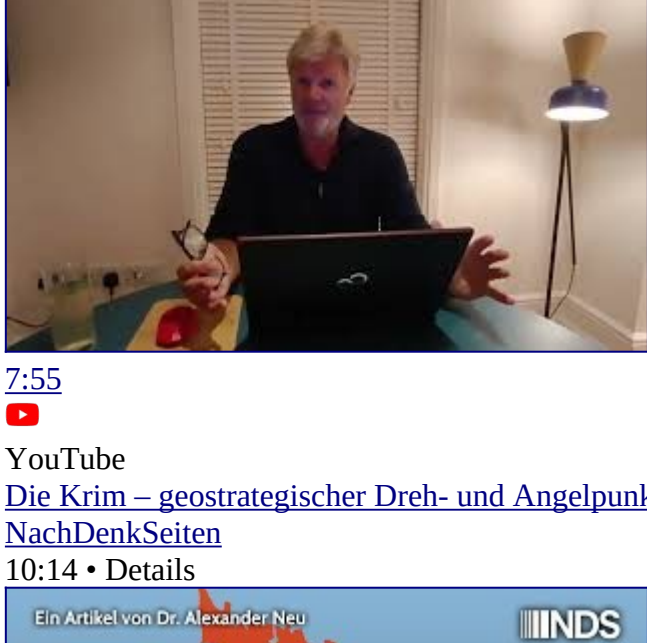 7:55
YouTube
Die Krim – geostrategischer Dreh- und Angelpunk
NachDenkSeiten
10:14 • Details
Ein Artikel von Dr. Alexander Neu
NDS